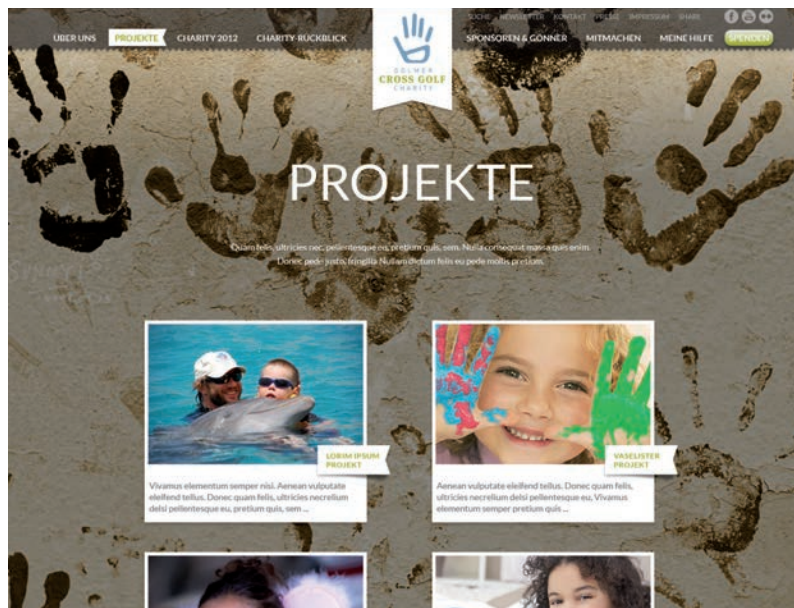 SUCHE NEWSLETTER KONTAKT IMPRESSUM SHARE
ÜBER UNS PROJEKTE CHARITY 2012 CHARITY-RÜCKBLICK
GOLMER
CROSS GOLF
CHARITY
SPONSOREN & GÖNNER MITMACHEN MEINE HILFE SPENDEN
PROJEKTE
Quam felis, ultricies nec, pellentesque eu, pretium quis, sem. Nulla consequat massa quis enim.
Donec pede justo, fringilla Nullam dictum felis eu pede mollis pretium.
LORIM IPSUM
PROJEKT
Vivamus elementum semper nisi. Aenean vulputate
eleifend tellus. Donec quam felis, ultricies necrelium
delsi pellentesque eu, pretium quis, sem ...
VASELISTER
PROJEKT
Aenean vulputate eleifend tellus. Donec quam felis,
ultricies necrelium delsi pellentesque eu, Vivamus
elementum semper pretium quis ...